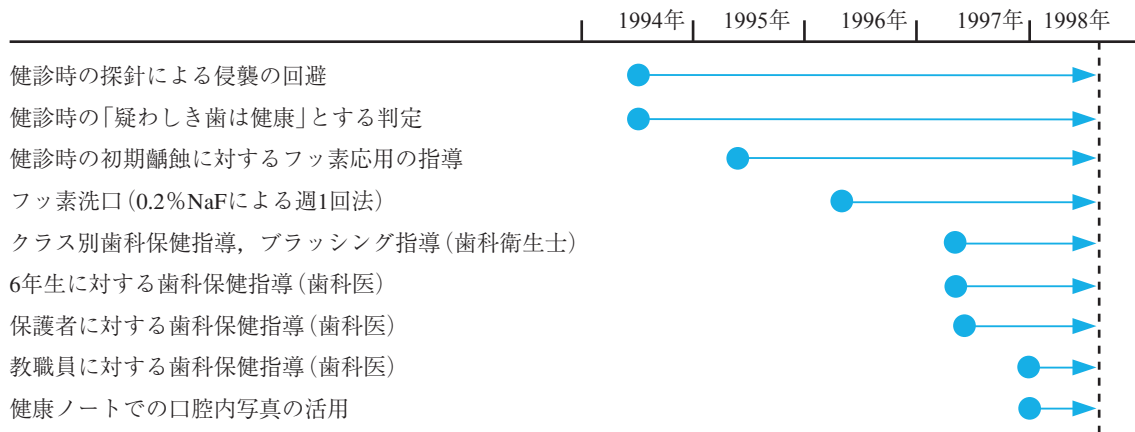 1994年 1995年 1996年 1997年 1998年
健診時の探針による侵襲の回避
健診時の「疑わしき歯は健康」とする判定
健診時の初期齲蝕に対するフッ素応用の指導
フッ素洗口（0.2％NaFによる週1回法）
クラス別歯科保健指導，ブラッシング指導（歯科衛生士）
6年生に対する歯科保健指導（歯科医）
保護者に対する歯科保健指導（歯科医）
教職員に対する歯科保健指導（歯科医）
健康ノートでの口腔内写真の活用